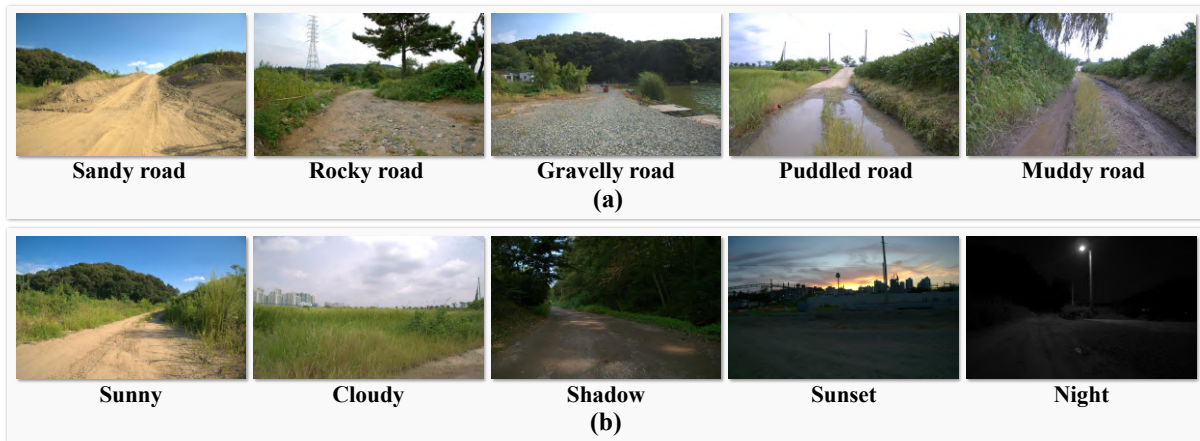 Sandy road
Rocky road
Gravelly road
Puddled road
Muddy road
(a)
Sunny
Cloudy
Shadow
Sunset
Night
(b)